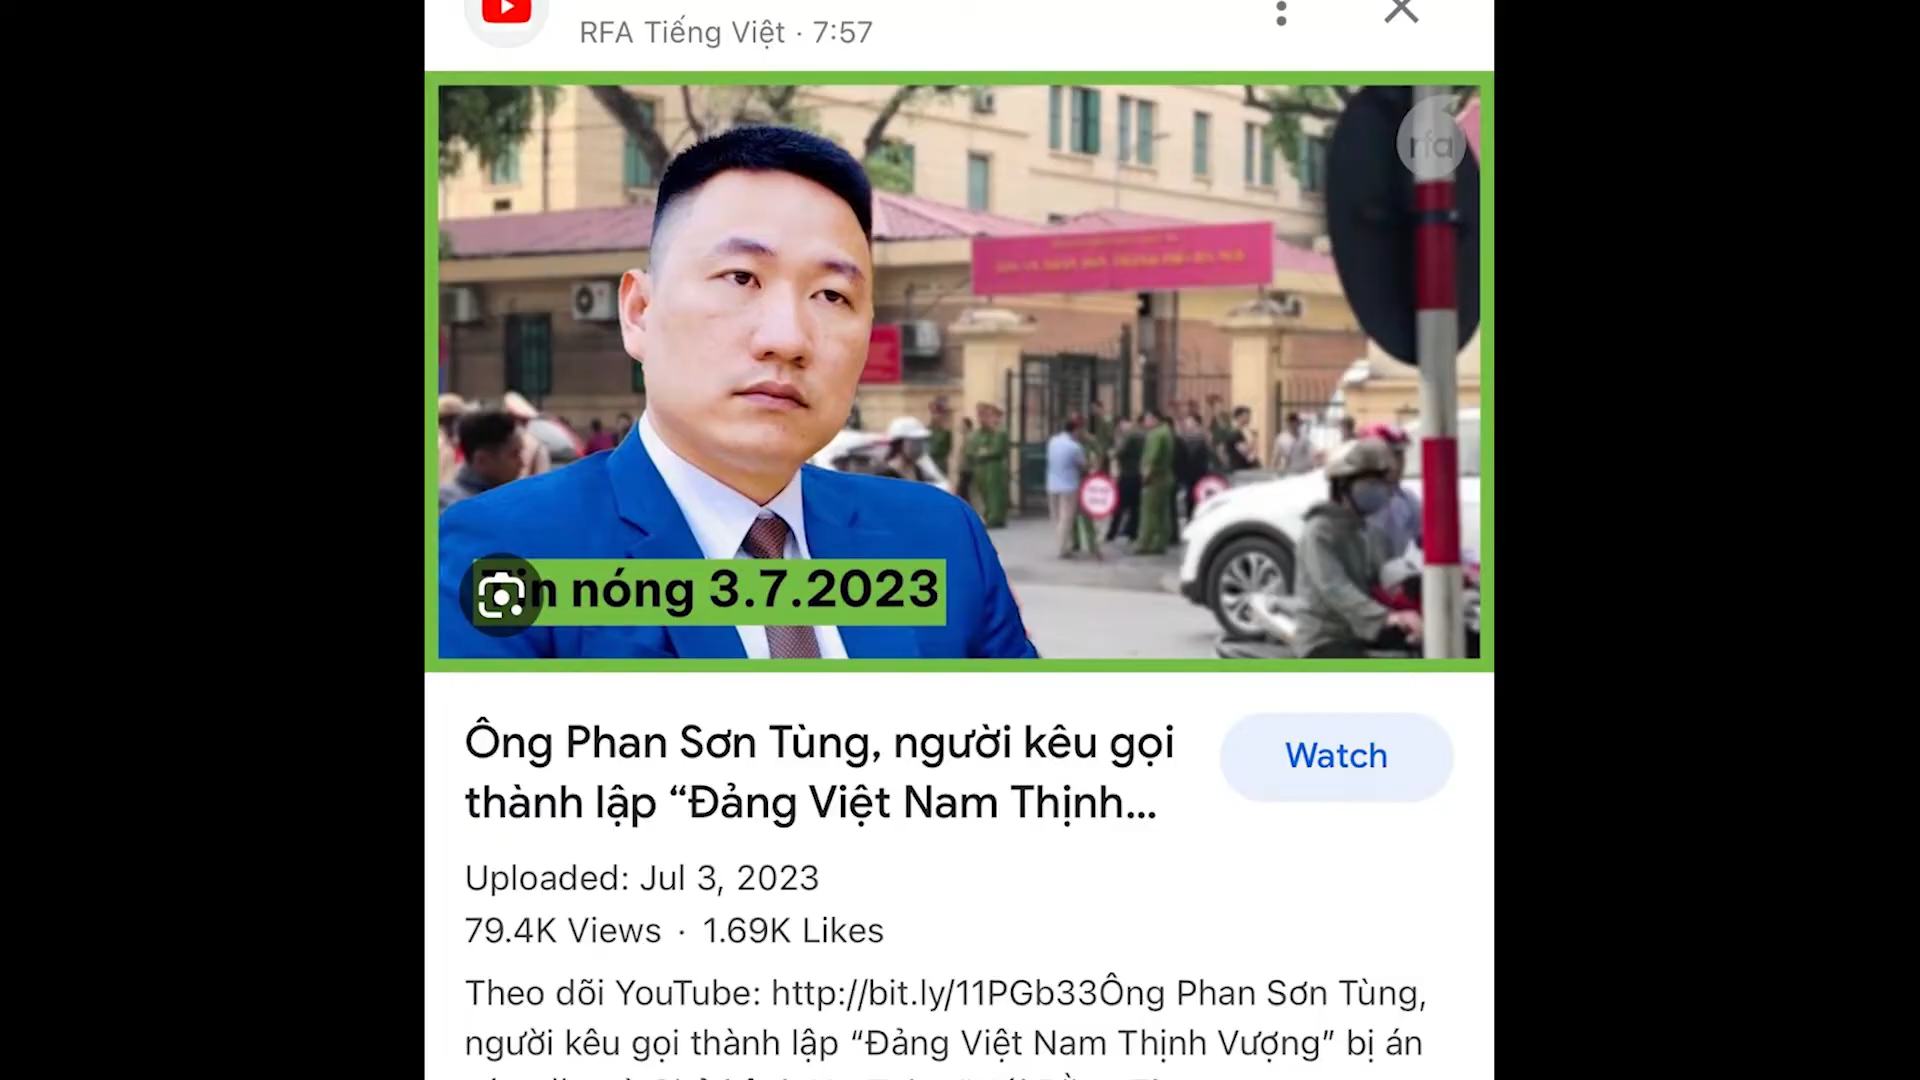 RFA Tiếng Việt · 7:57
rfa
Tin nóng 3.7.2023
Ông Phan Sơn Tùng, người kêu gọi
thành lập “Đảng Việt Nam Thịnh...
Watch
Uploaded: Jul 3, 2023
79.4K Views · 1.69K Likes
Theo dõi YouTube: http://bit.ly/11PGb33Ông Phan Sơn Tùng,
người kêu gọi thành lập “Đảng Việt Nam Thịnh Vượng” bị án